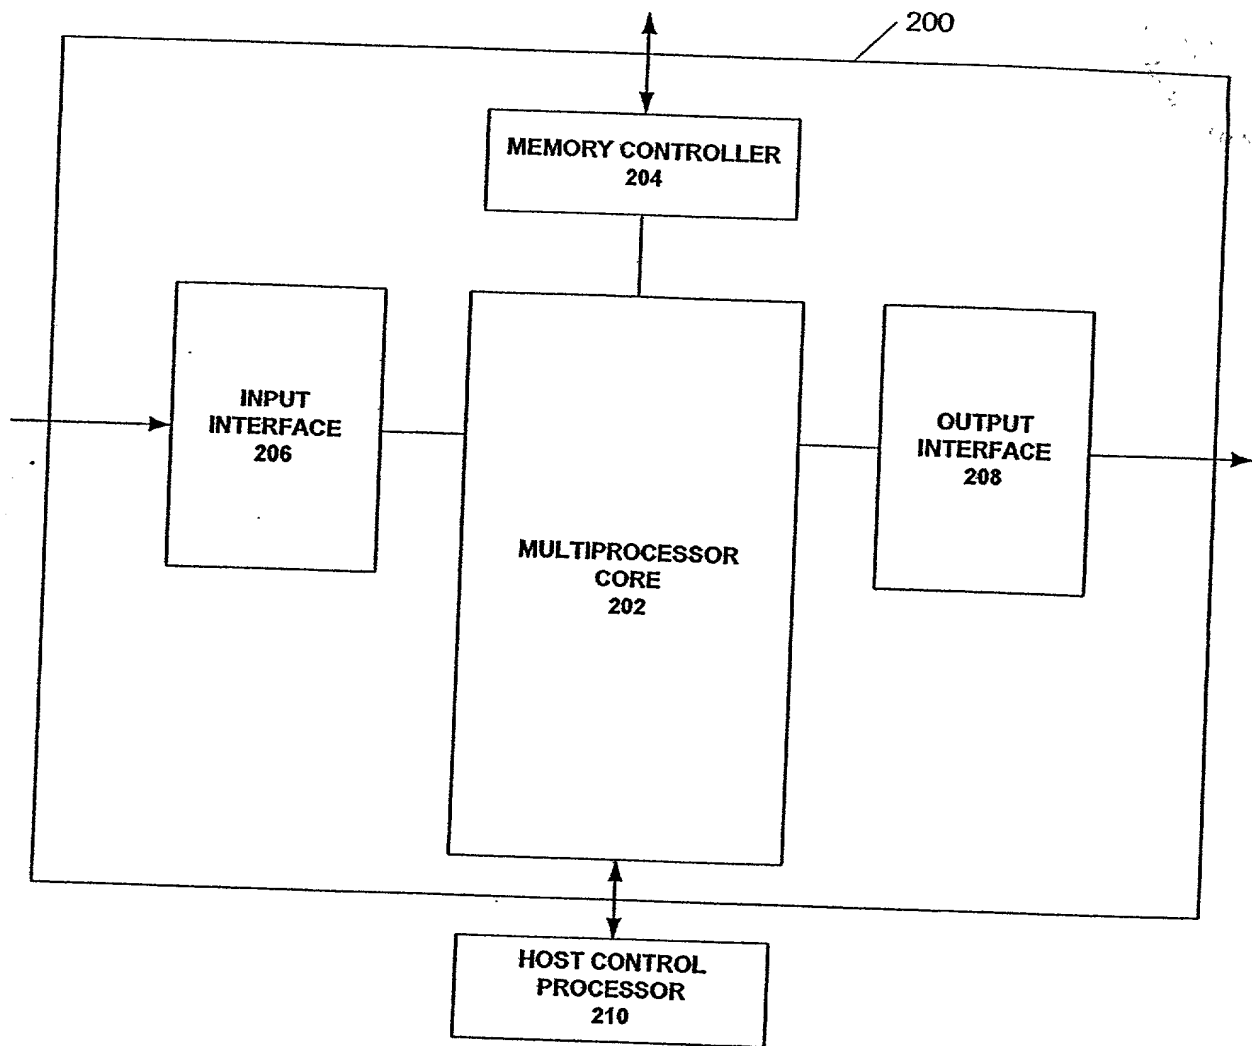 200
MEMORY CONTROLLER
204
INPUT
INTERFACE
206
OUTPUT
INTERFACE
208
MULTIPROCESSOR
CORE
202
HOST CONTROL
PROCESSOR
210